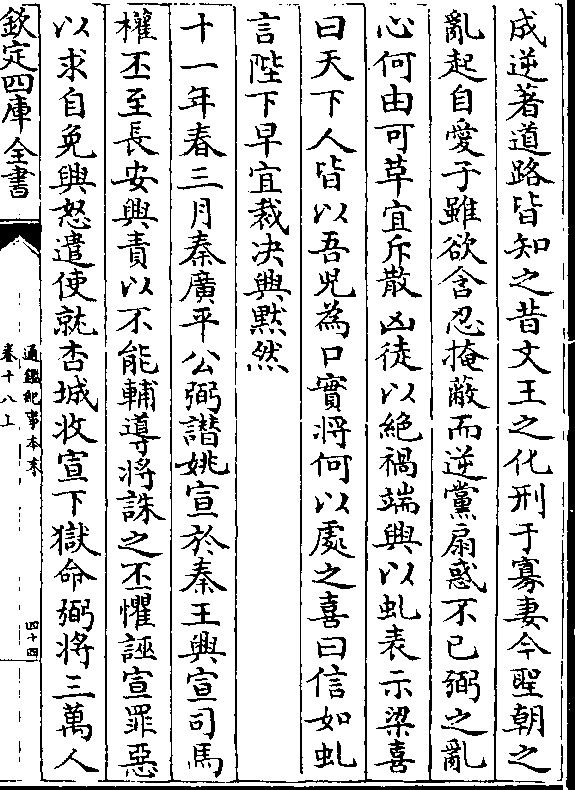 成逆著道路皆知之昔文王之化刑于寡妻今聖朝之
亂起自愛子雖欲含忍掩蔽而逆黨扇惑不已弼之亂
心何由可革宜斥散凶徒以絶禍端興以虬表示梁喜
曰天下人皆以吾兒為口實將何以處之喜曰信如虬
言陛下早宜裁决興黙然
十一年春三月秦廣平公弼譛姚宣於秦王興宣司馬
權丕至長安興責以不能輔導將誅之丕懼誣宣罪惡
以求自免興怒遣使就杏城收宣下獄命弼將三萬人
欽定四庫全書
通鑑紀事本末
卷十八上
四十四